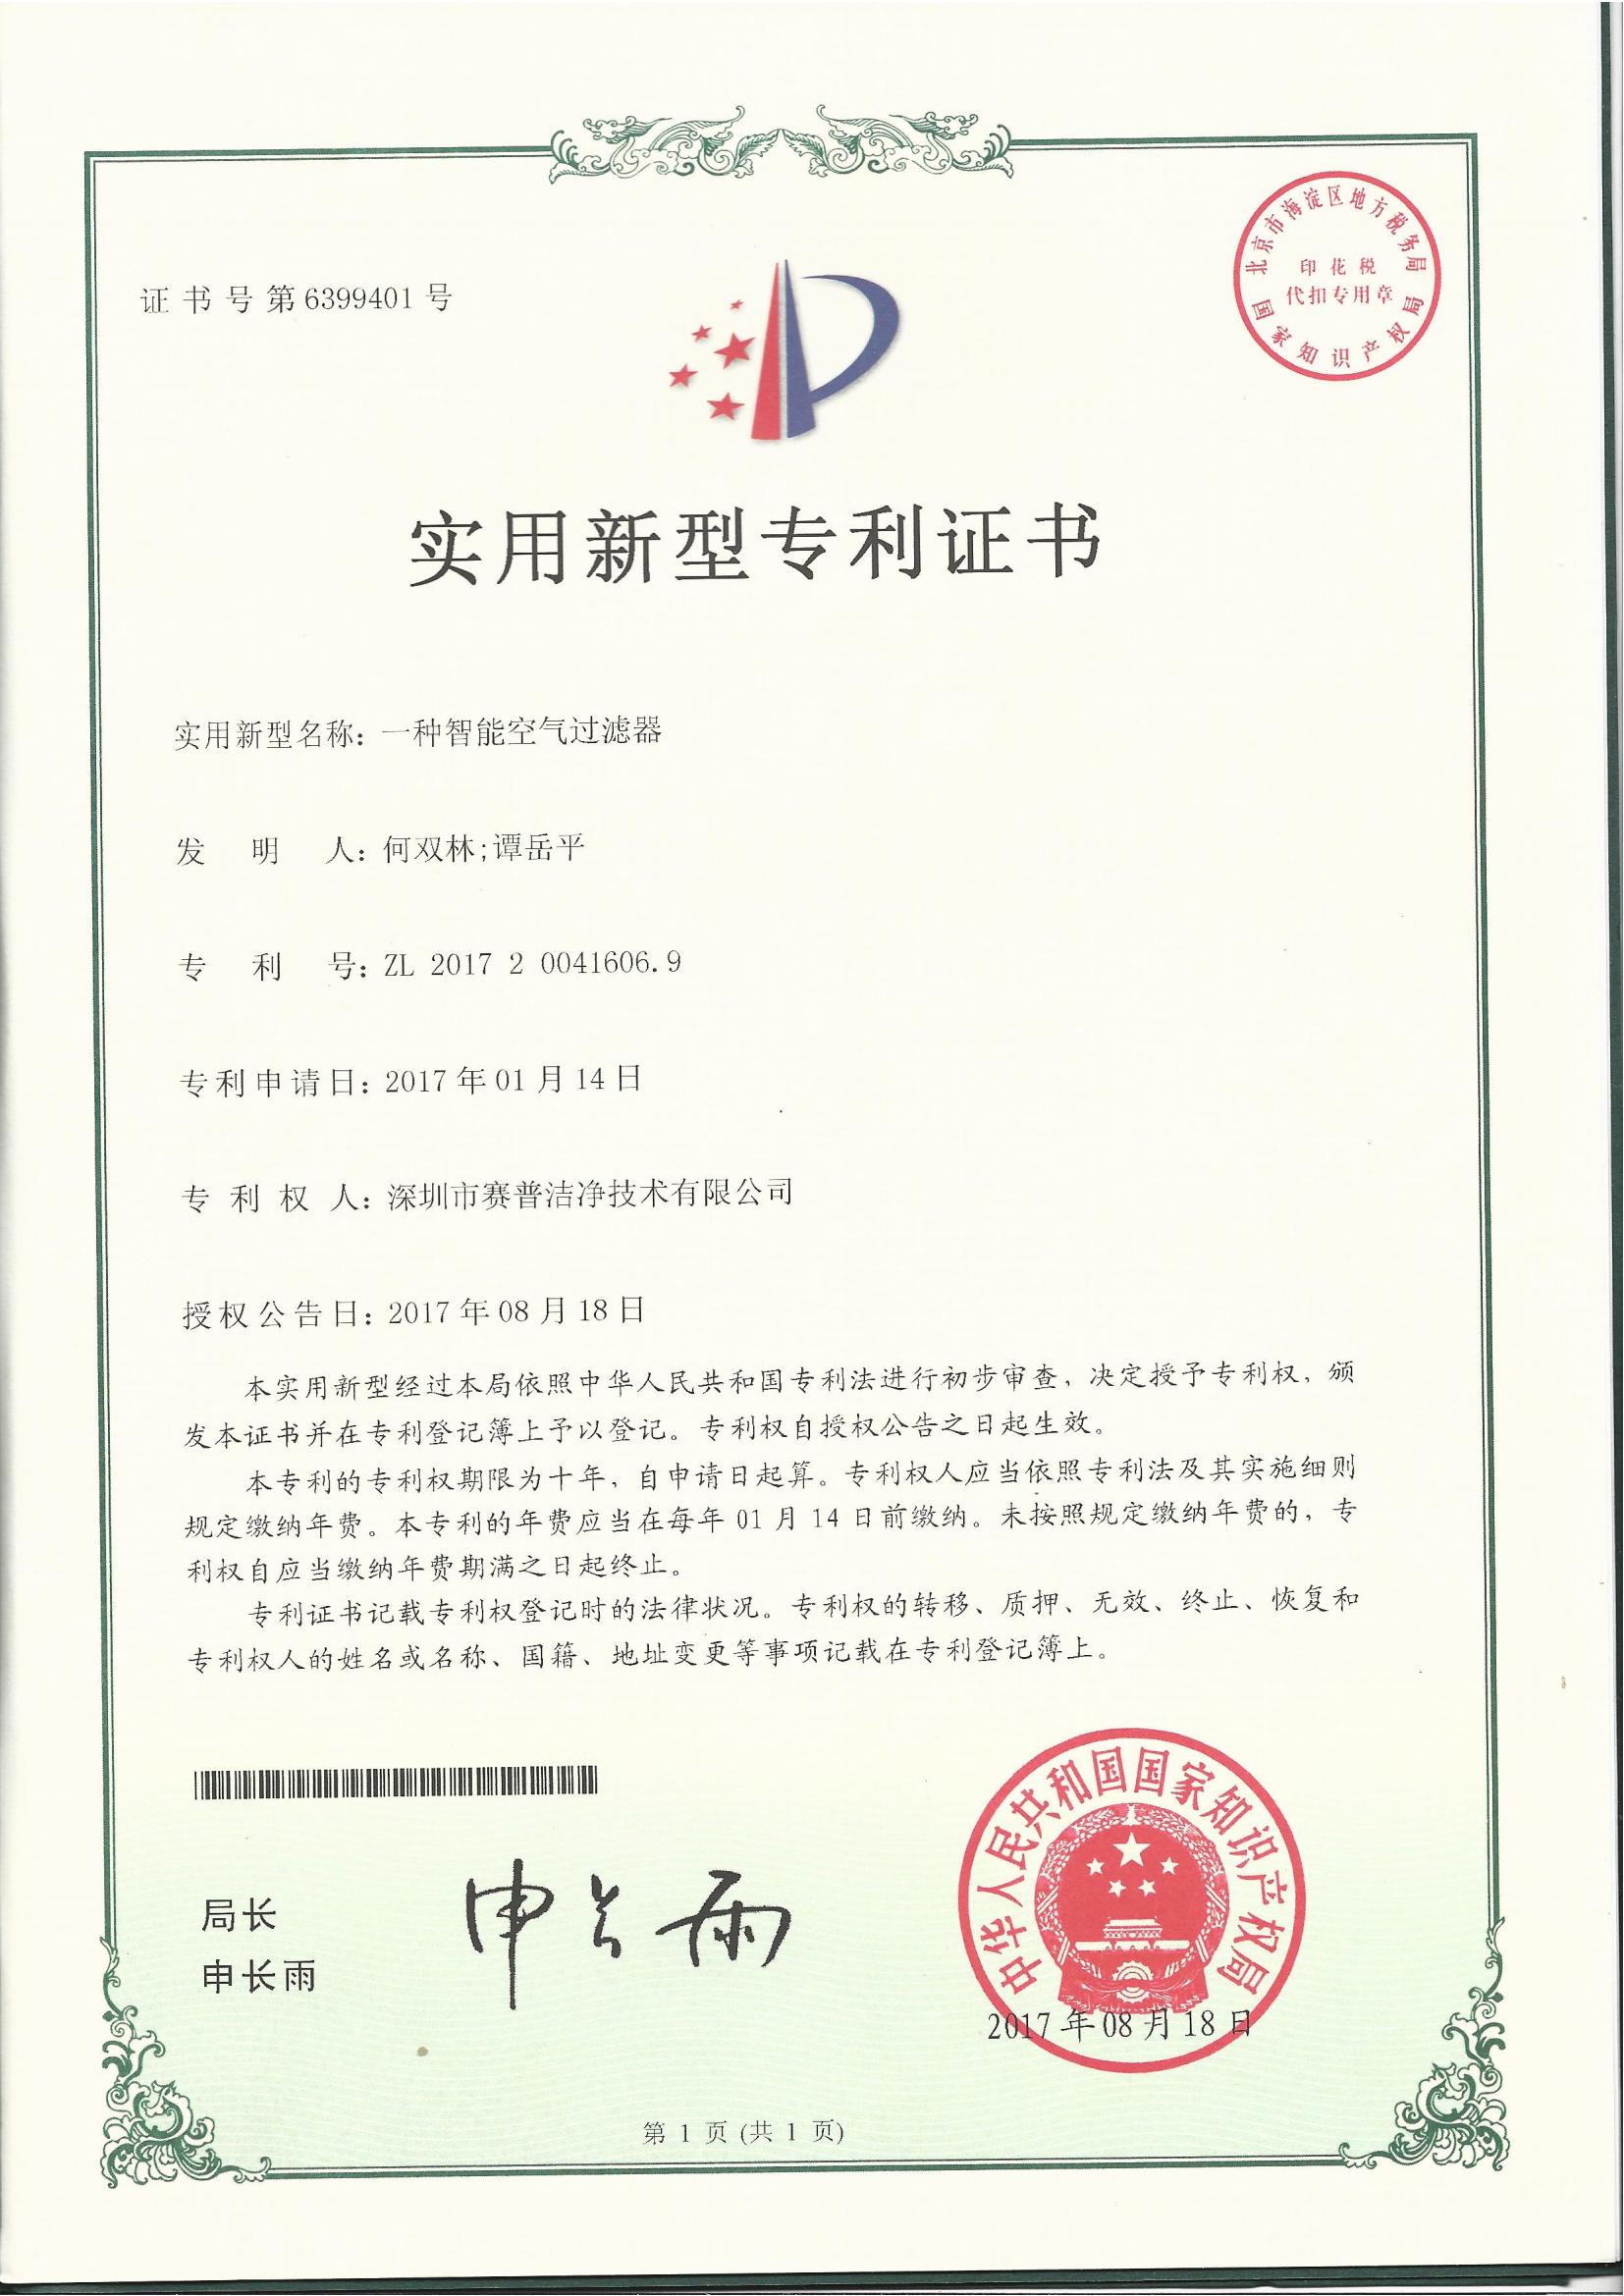 证书号第6399401号
北京市海淀区地方税务局
印花税
代扣专用章
国家知识产权局
实用新型专利证书
实用新型名称：一种智能空气过滤器
发明人：何双林;谭岳平
专利号：ZL 2017 2 0041606.9
专利申请日：2017年01月14日
专利权人：深圳市赛普洁净技术有限公司
授权公告日：2017年08月18日
本实用新型经过本局依照中华人民共和国专利法进行初步审查，决定授予专利权，颁
发本证书并在专利登记簿上予以登记。专利权自授权公告之日起生效。
本专利的专利权期限为十年，自申请日起算。专利权人应当依照专利法及其实施细则
规定缴纳年费。本专利的年费应当在每年01月14日前缴纳。未按照规定缴纳年费的，专
利权自应当缴纳年费期满之日起终止。
专利证书记载专利权登记时的法律状况。专利权的转移、质押、无效、终止、恢复和
专利权人的姓名或名称、国籍、地址变更等事项记载在专利登记簿上。
局长
申长雨
申长雨
中华人民共和国国家知识产权局
2017年08月18日
第 1 页 (共 1 页)